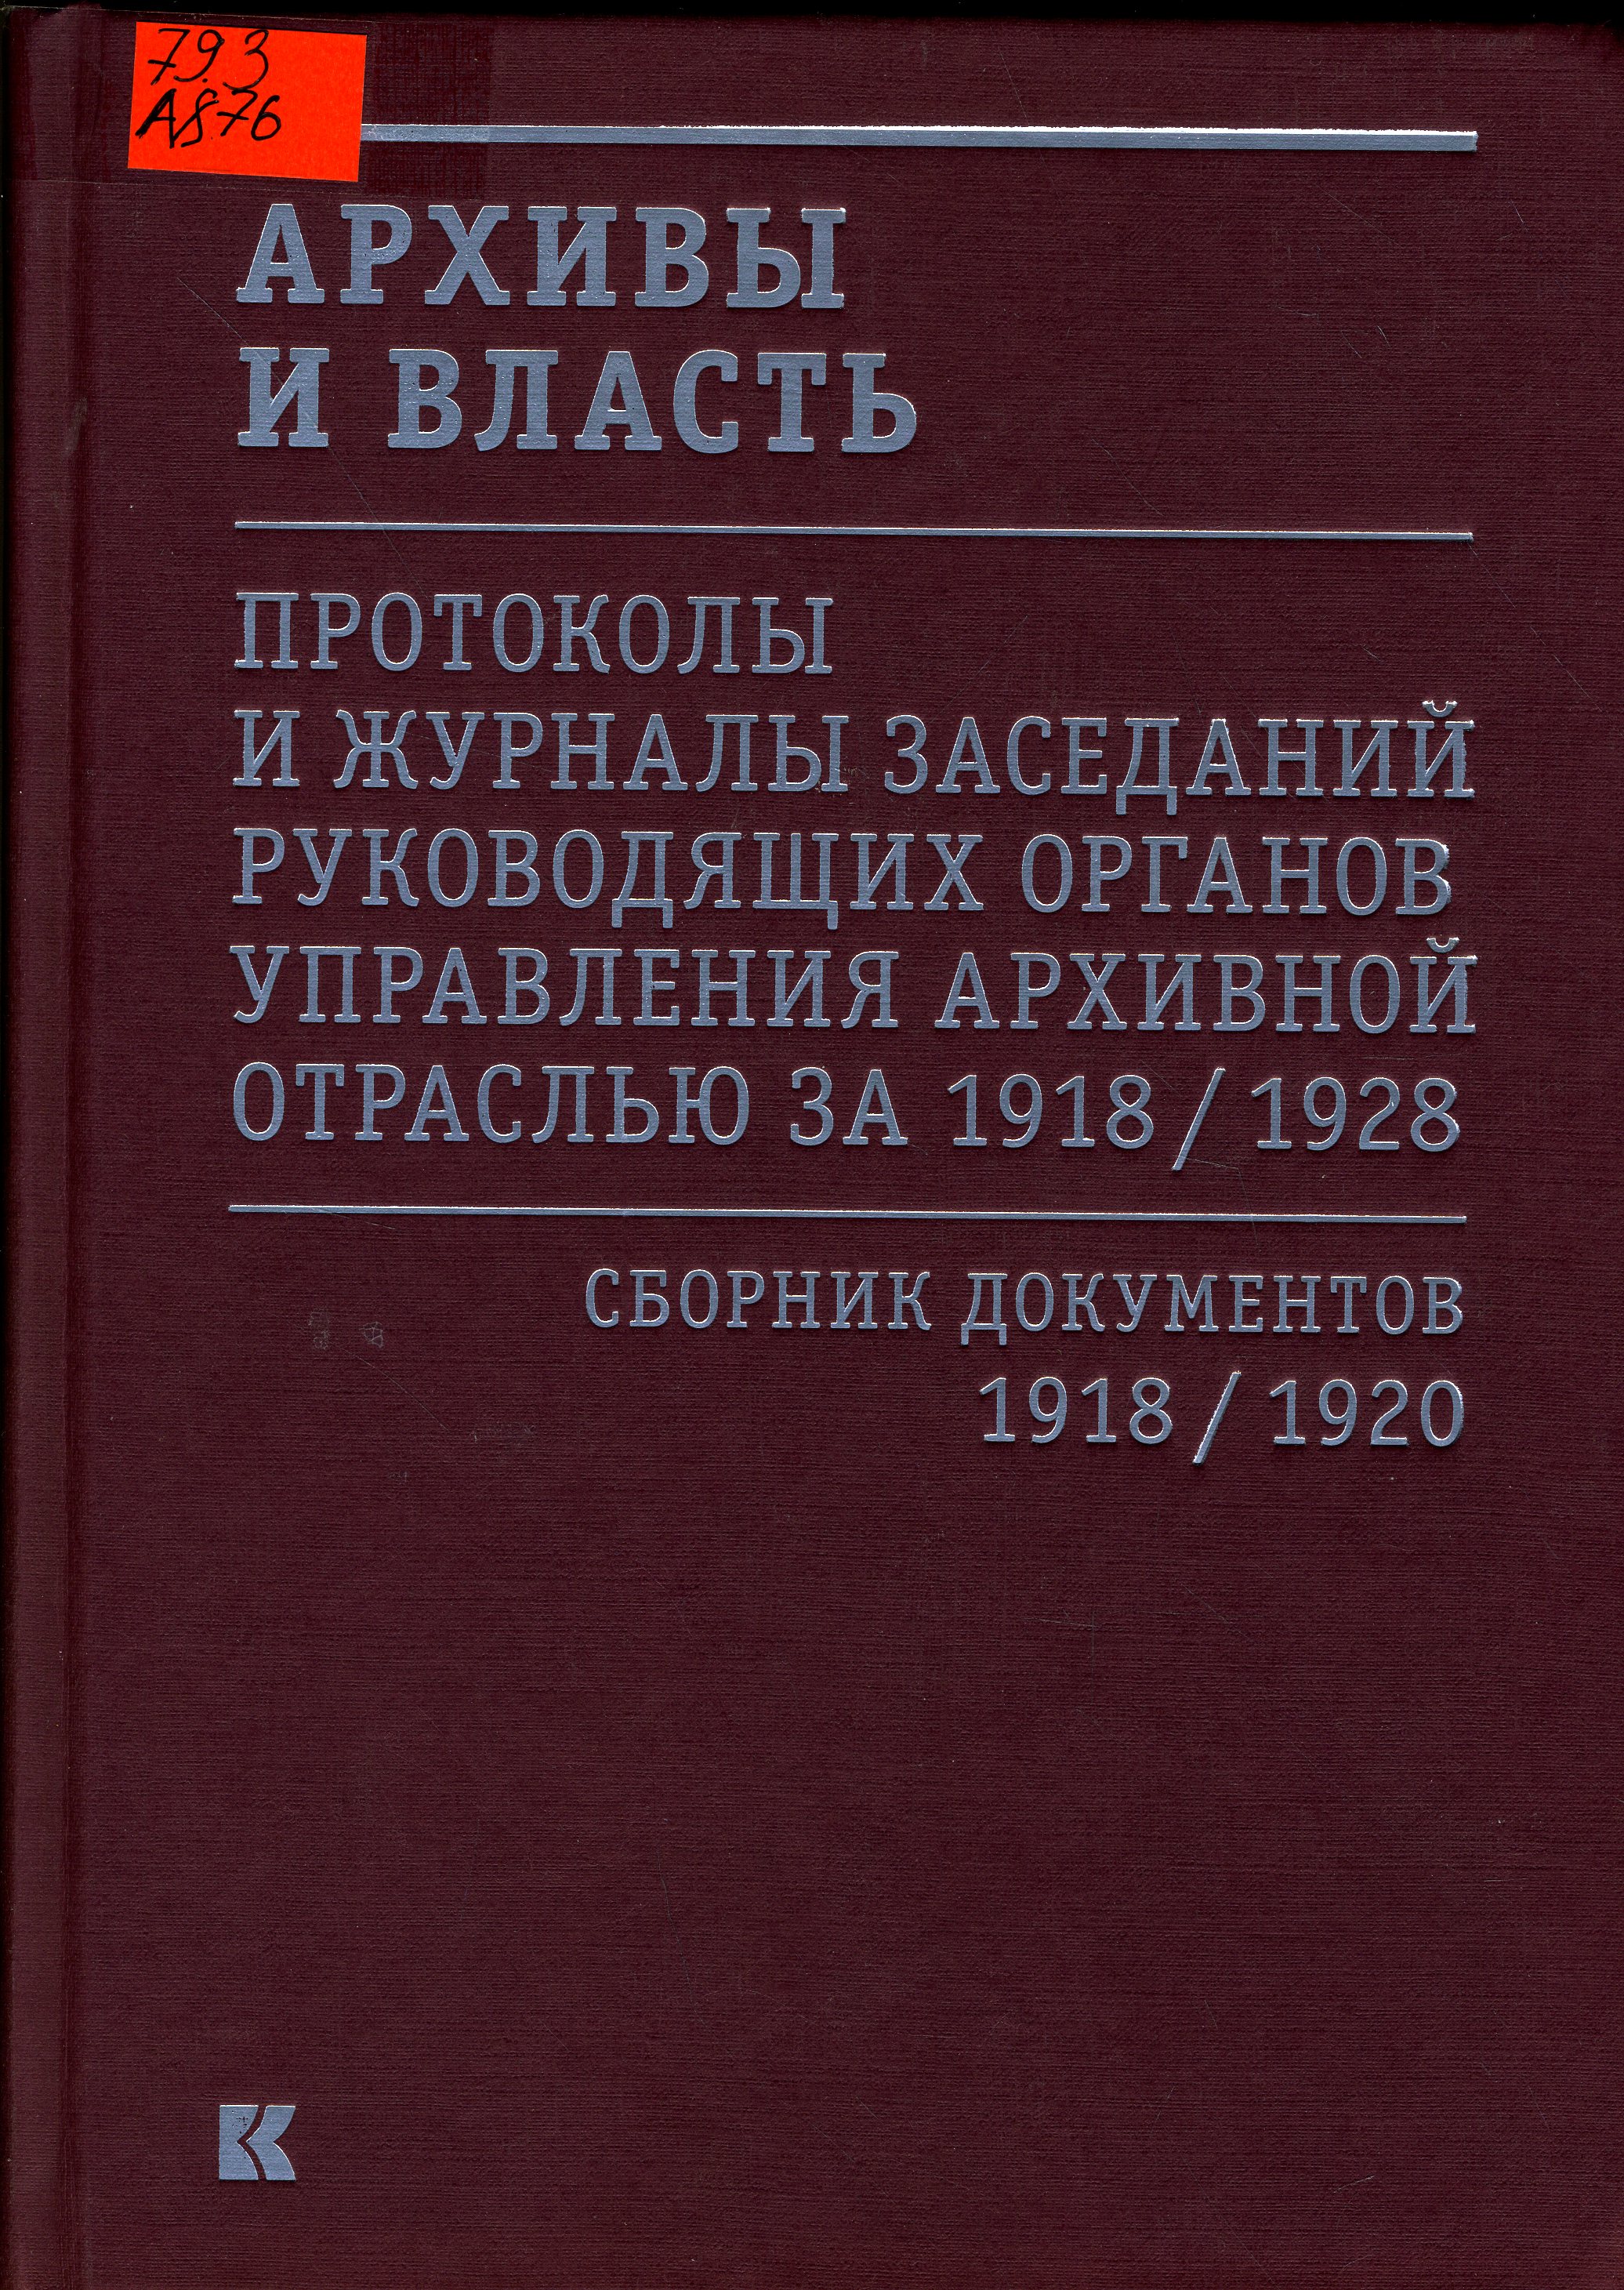 79.3
А876
АРХИВЫ
И ВЛАСТЬ
ПРОТОКОЛЫ
И ЖУРНАЛЫ ЗАСЕДАНИЙ
РУКОВОДЯЩИХ ОРГАНОВ
УПРАВЛЕНИЯ АРХИВНОЙ
ОТРАСЛЬЮ ЗА 1918 / 1928
СБОРНИК ДОКУМЕНТОВ
1918 / 1920
К